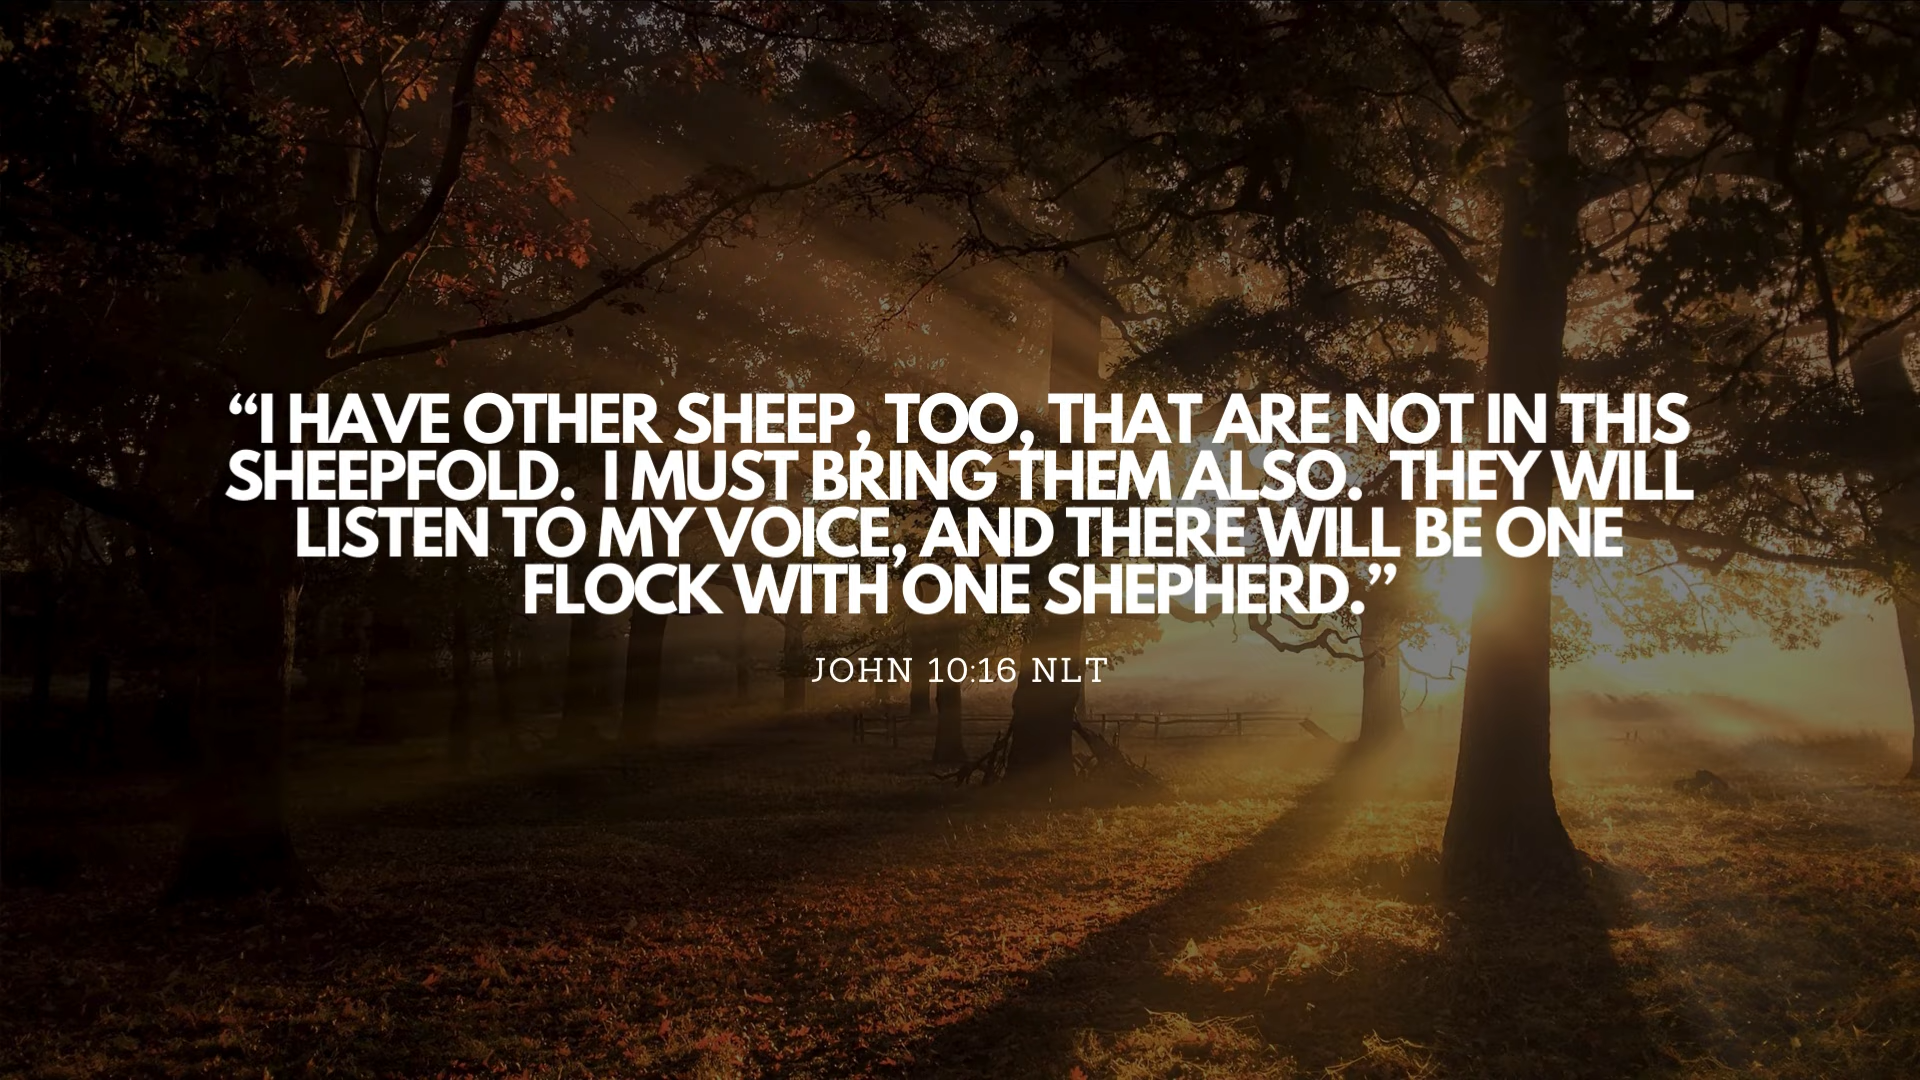 “I HAVE OTHER SHEEP, TOO, THAT ARE NOT IN THIS
SHEEPFOLD.  I MUST BRING THEM ALSO.  THEY WILL
LISTEN TO MY VOICE, AND THERE WILL BE ONE
FLOCK WITH ONE SHEPHERD.”
JOHN 10:16 NLT